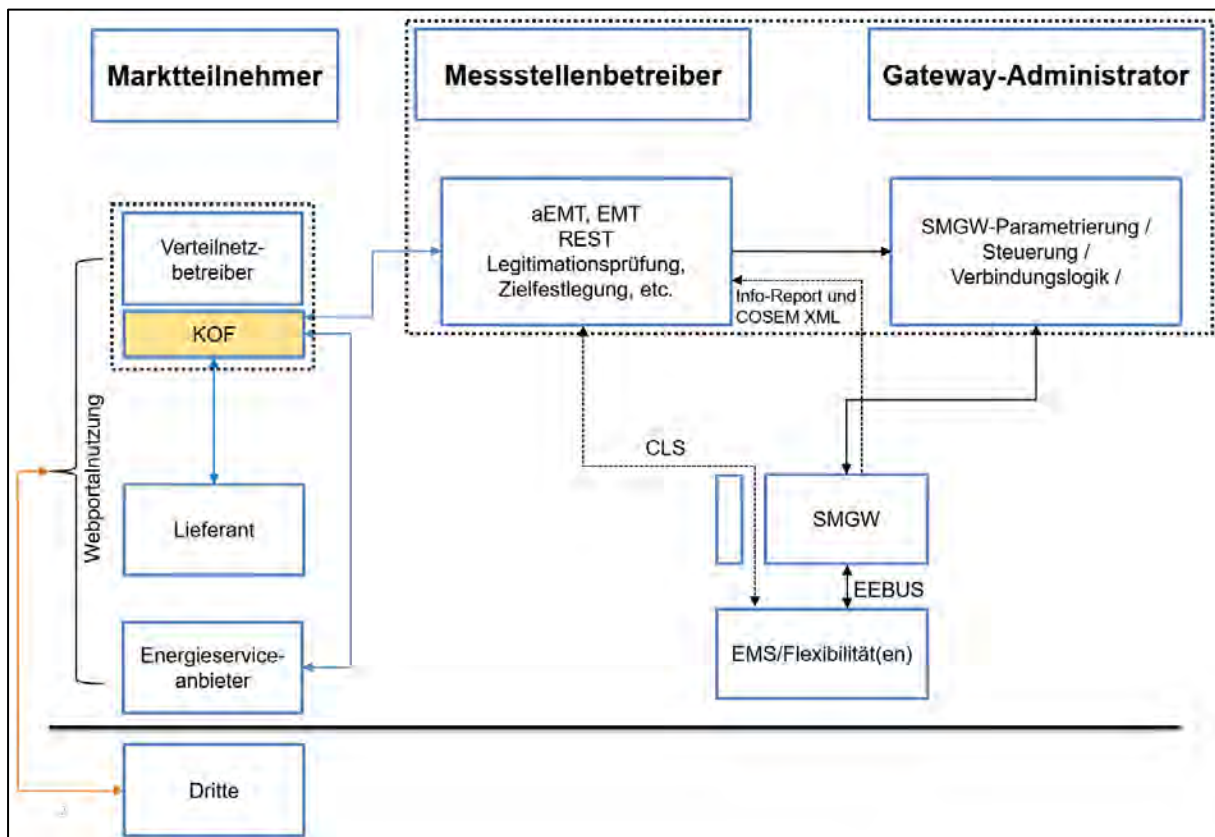 Marktteilnehmer
Messstellenbetreiber
Gateway-Administrator
Verteilnetz-
betreiber
KOF
Webportalnutzung
Lieferant
Energieservice-
anbieter
Dritte
aEMT, EMT
REST
Legitimationsprüfung,
Zielfestlegung, etc.
SMGW-Parametrierung /
Steuerung /
Verbindungslogik /
Info-Report und
COSEM XML
CLS
SMGW
EEBUS
EMS/Flexibilität(en)